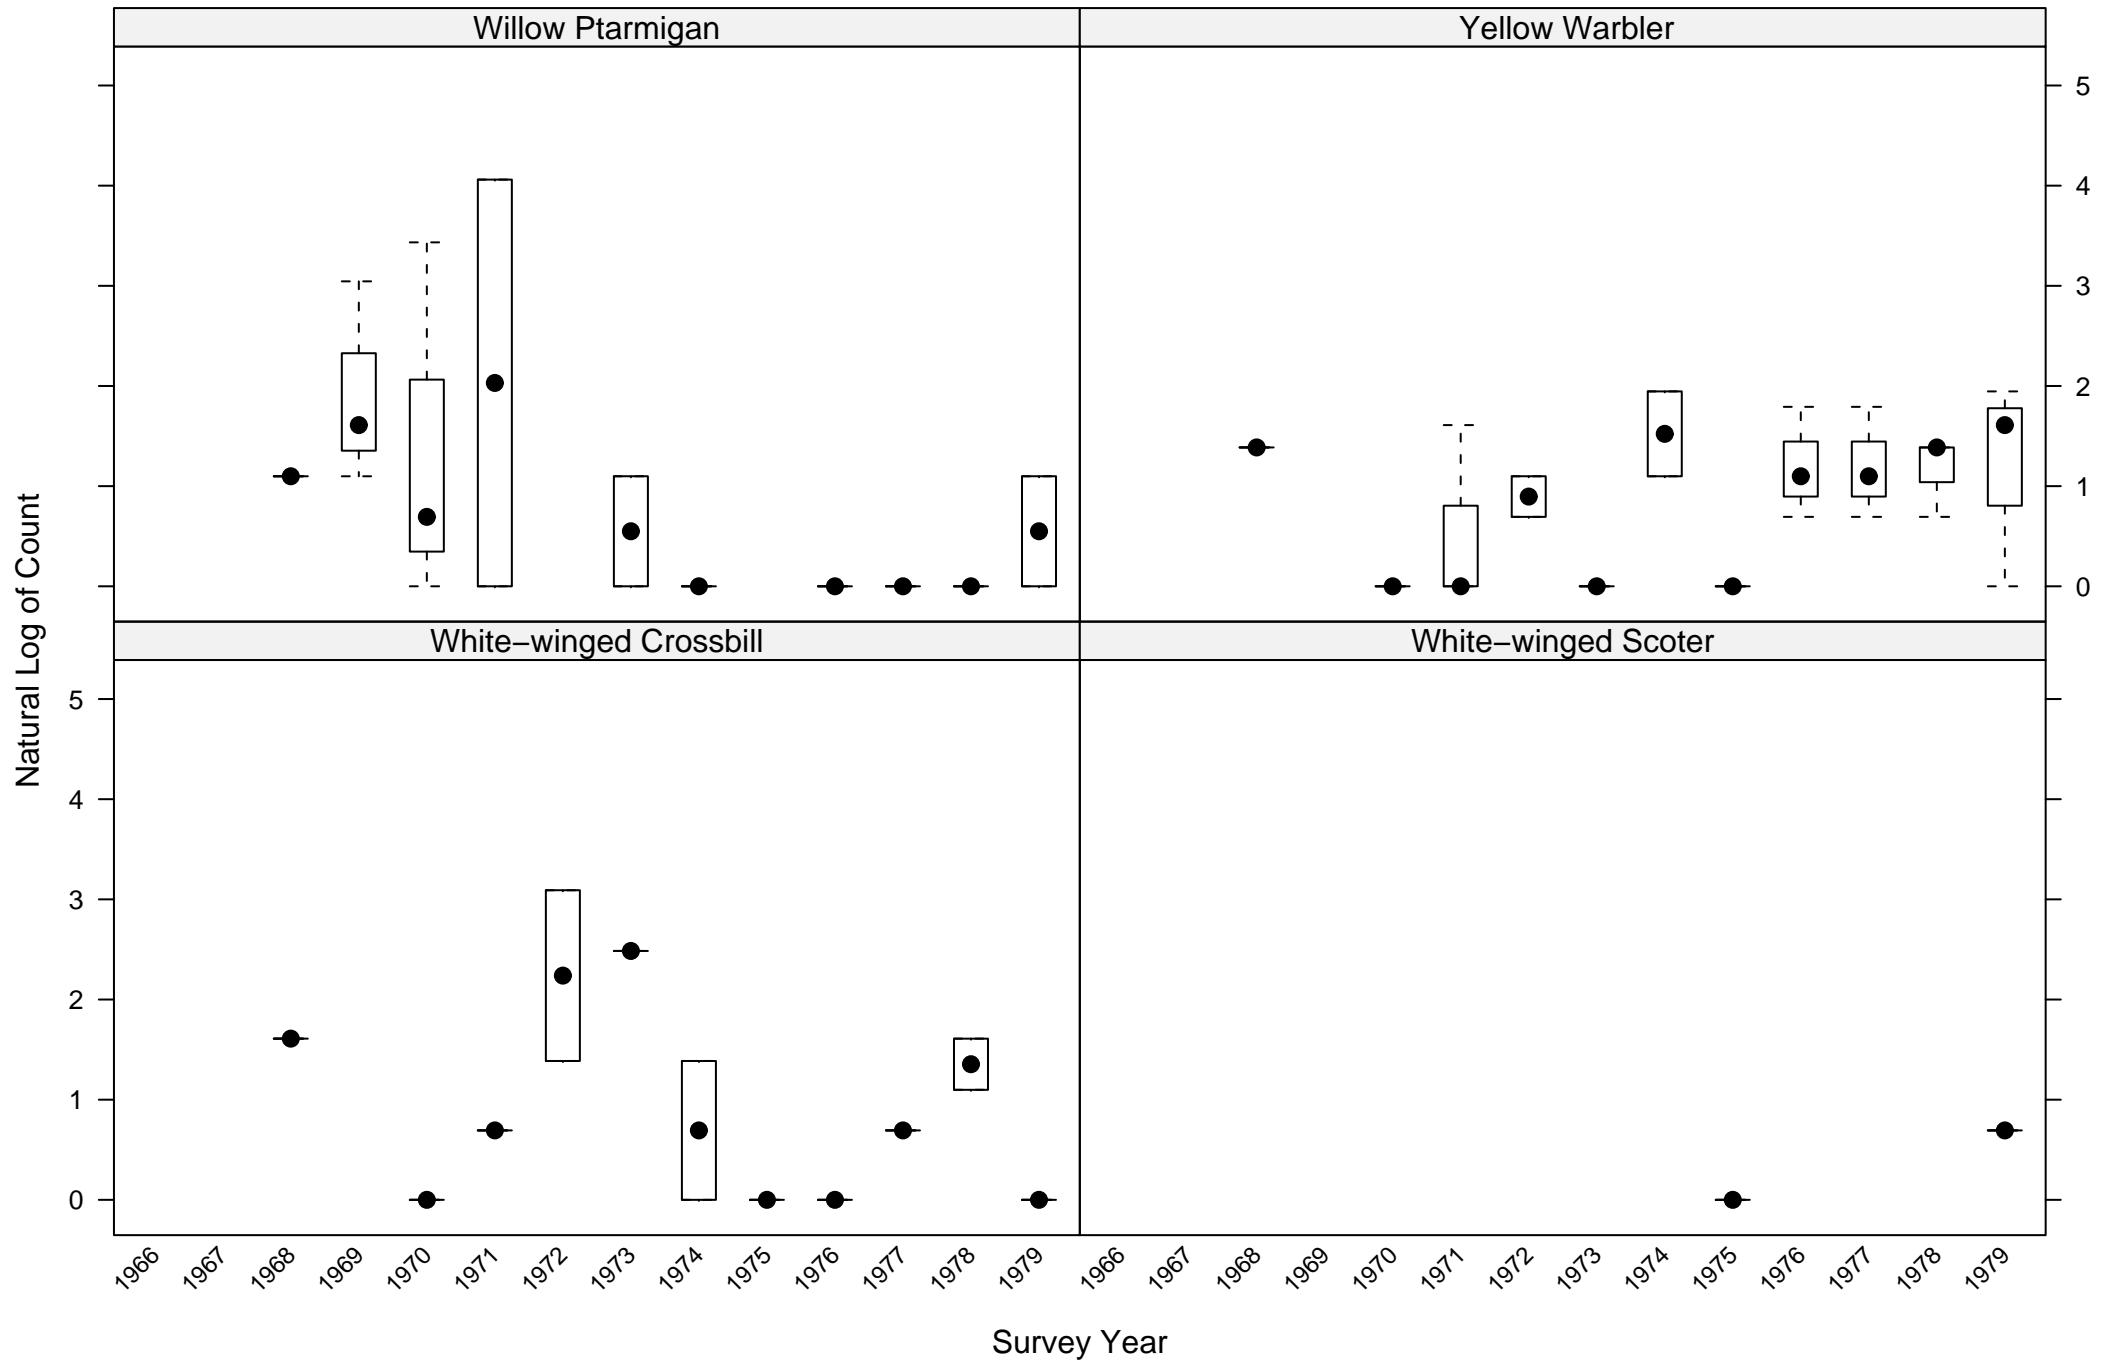 Willow Ptarmigan
Yellow Warbler
5
4
3
2
1
0
Natural Log of Count
White−winged Crossbill
White−winged Scoter
5
4
3
2
1
0
1966 1967 1968 1969 1970 1971 1972 1973 1974 1975 1976 1977 1978 1979
1966 1967 1968 1969 1970 1971 1972 1973 1974 1975 1976 1977 1978 1979
Survey Year